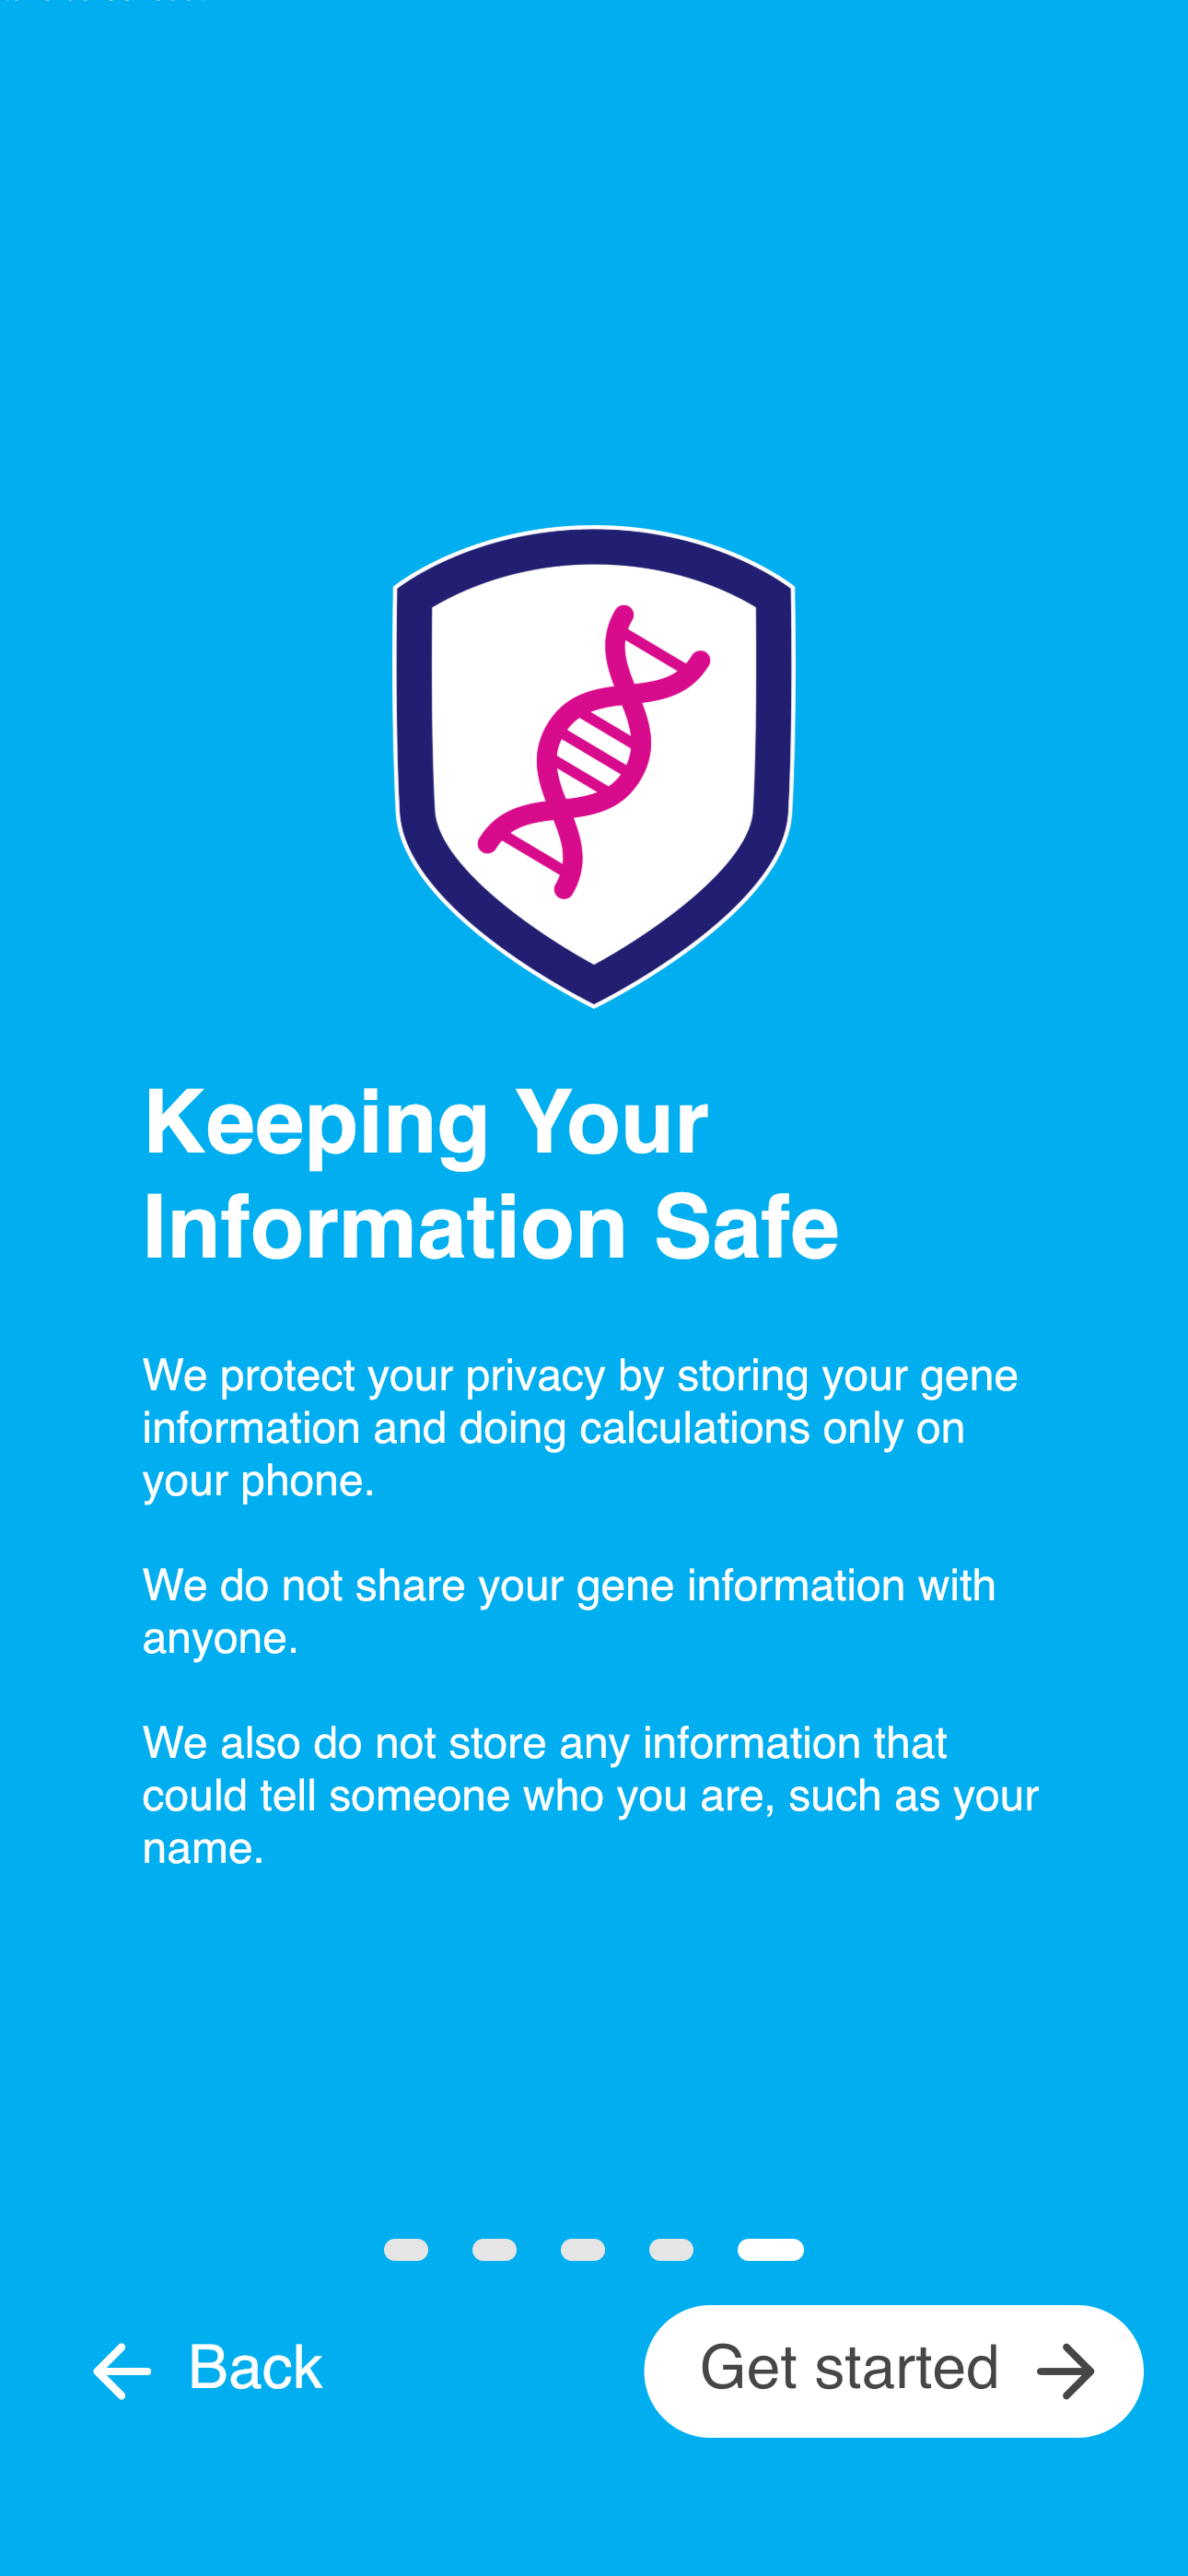 Keeping Your
Information Safe
We protect your privacy by storing your gene
information and doing calculations only on
your phone.
We do not share your gene information with
anyone.
We also do not store any information that
could tell someone who you are, such as your
name.
Back
Get started